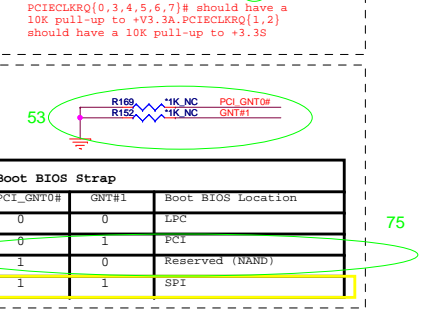 PCIECLKRQ{0,3,4,5,6,7}# should have a
10K pull-up to +V3.3A.PCIECLKRQ{1,2}
should have a 10K pull-up to +3.3S
R169 *1K_NC PCI_GNT0#
R152 *1K_NC GNT#1
53
Boot BIOS Strap
PCI_GNT0# GNT#1 Boot BIOS Location
0 0 LPC
75
0 1 PCI
1 0 Reserved (NAND)
1 1 SPI